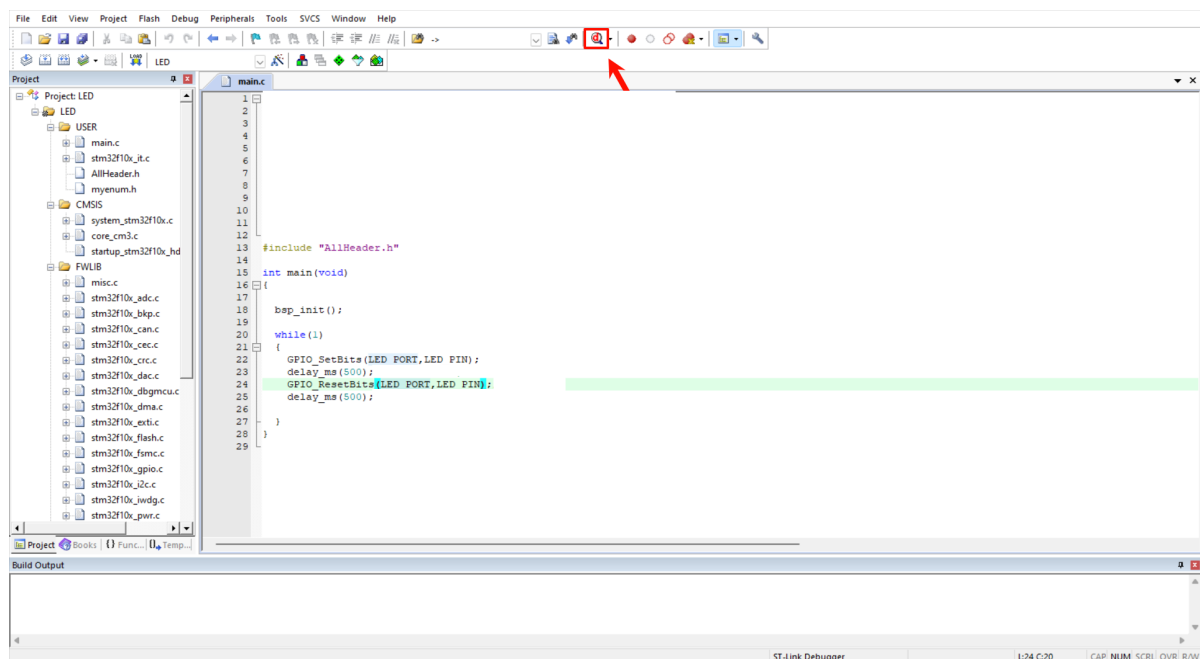 File Edit View Project Flash Debug Peripherals Tools SVCS Window Help
LOAD LED
Project
main.c
Project: LED
LED
USER
main.c
stm32f10x_it.c
AllHeader.h
myenum.h
CMSIS
system_stm32f10x.c
core_cm3.c
startup_stm32f10x_hd
FWLIB
misc.c
stm32f10x_adc.c
stm32f10x_bkp.c
stm32f10x_can.c
stm32f10x_cec.c
stm32f10x_crc.c
stm32f10x_dac.c
stm32f10x_dbgmcu.c
stm32f10x_dma.c
stm32f10x_exti.c
stm32f10x_flash.c
stm32f10x_fsmc.c
stm32f10x_gpio.c
stm32f10x_i2c.c
stm32f10x_iwdg.c
stm32f10x_pwr.c
Project Books {} Func... Temp...
1
2
3
4
5
6
7
8
9
10
11
12
13 #include "AllHeader.h"
14
15 int main(void)
16 {
17
18 bsp_init();
19
20 while(1)
21 {
22 GPIO_SetBits(LED_PORT,LED_PIN);
23 delay_ms(500);
24 GPIO_ResetBits(LED_PORT,LED_PIN);
25 delay_ms(500);
26
27 }
28 }
29
Build Output
ST-Link Debugger L:24 C:20 CAP NUM SCRL OVR R/W